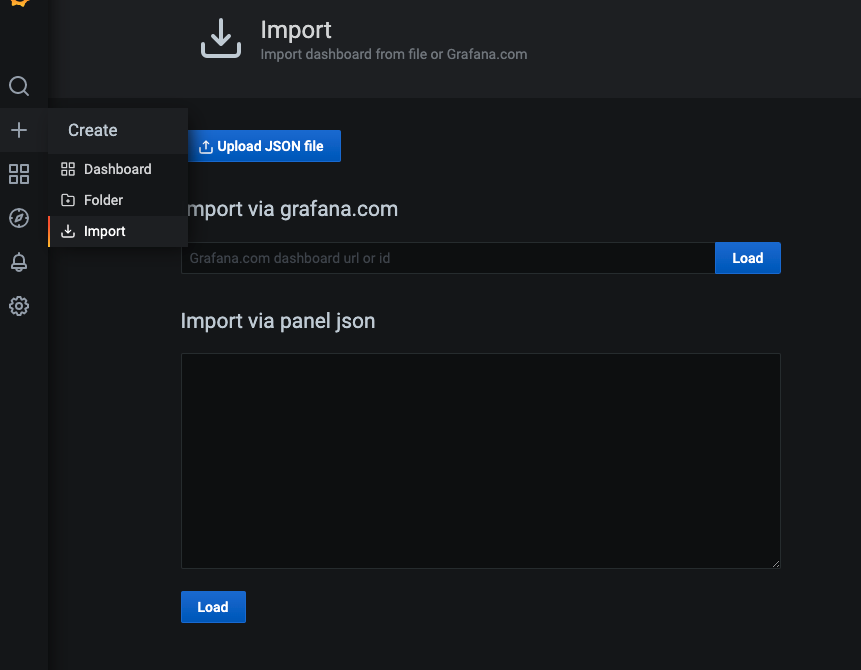 Import
Import dashboard from file or Grafana.com
Create
Dashboard
Folder
Import
Upload JSON file
mport via grafana.com
Grafana.com dashboard url or id
Load
Import via panel json
Load